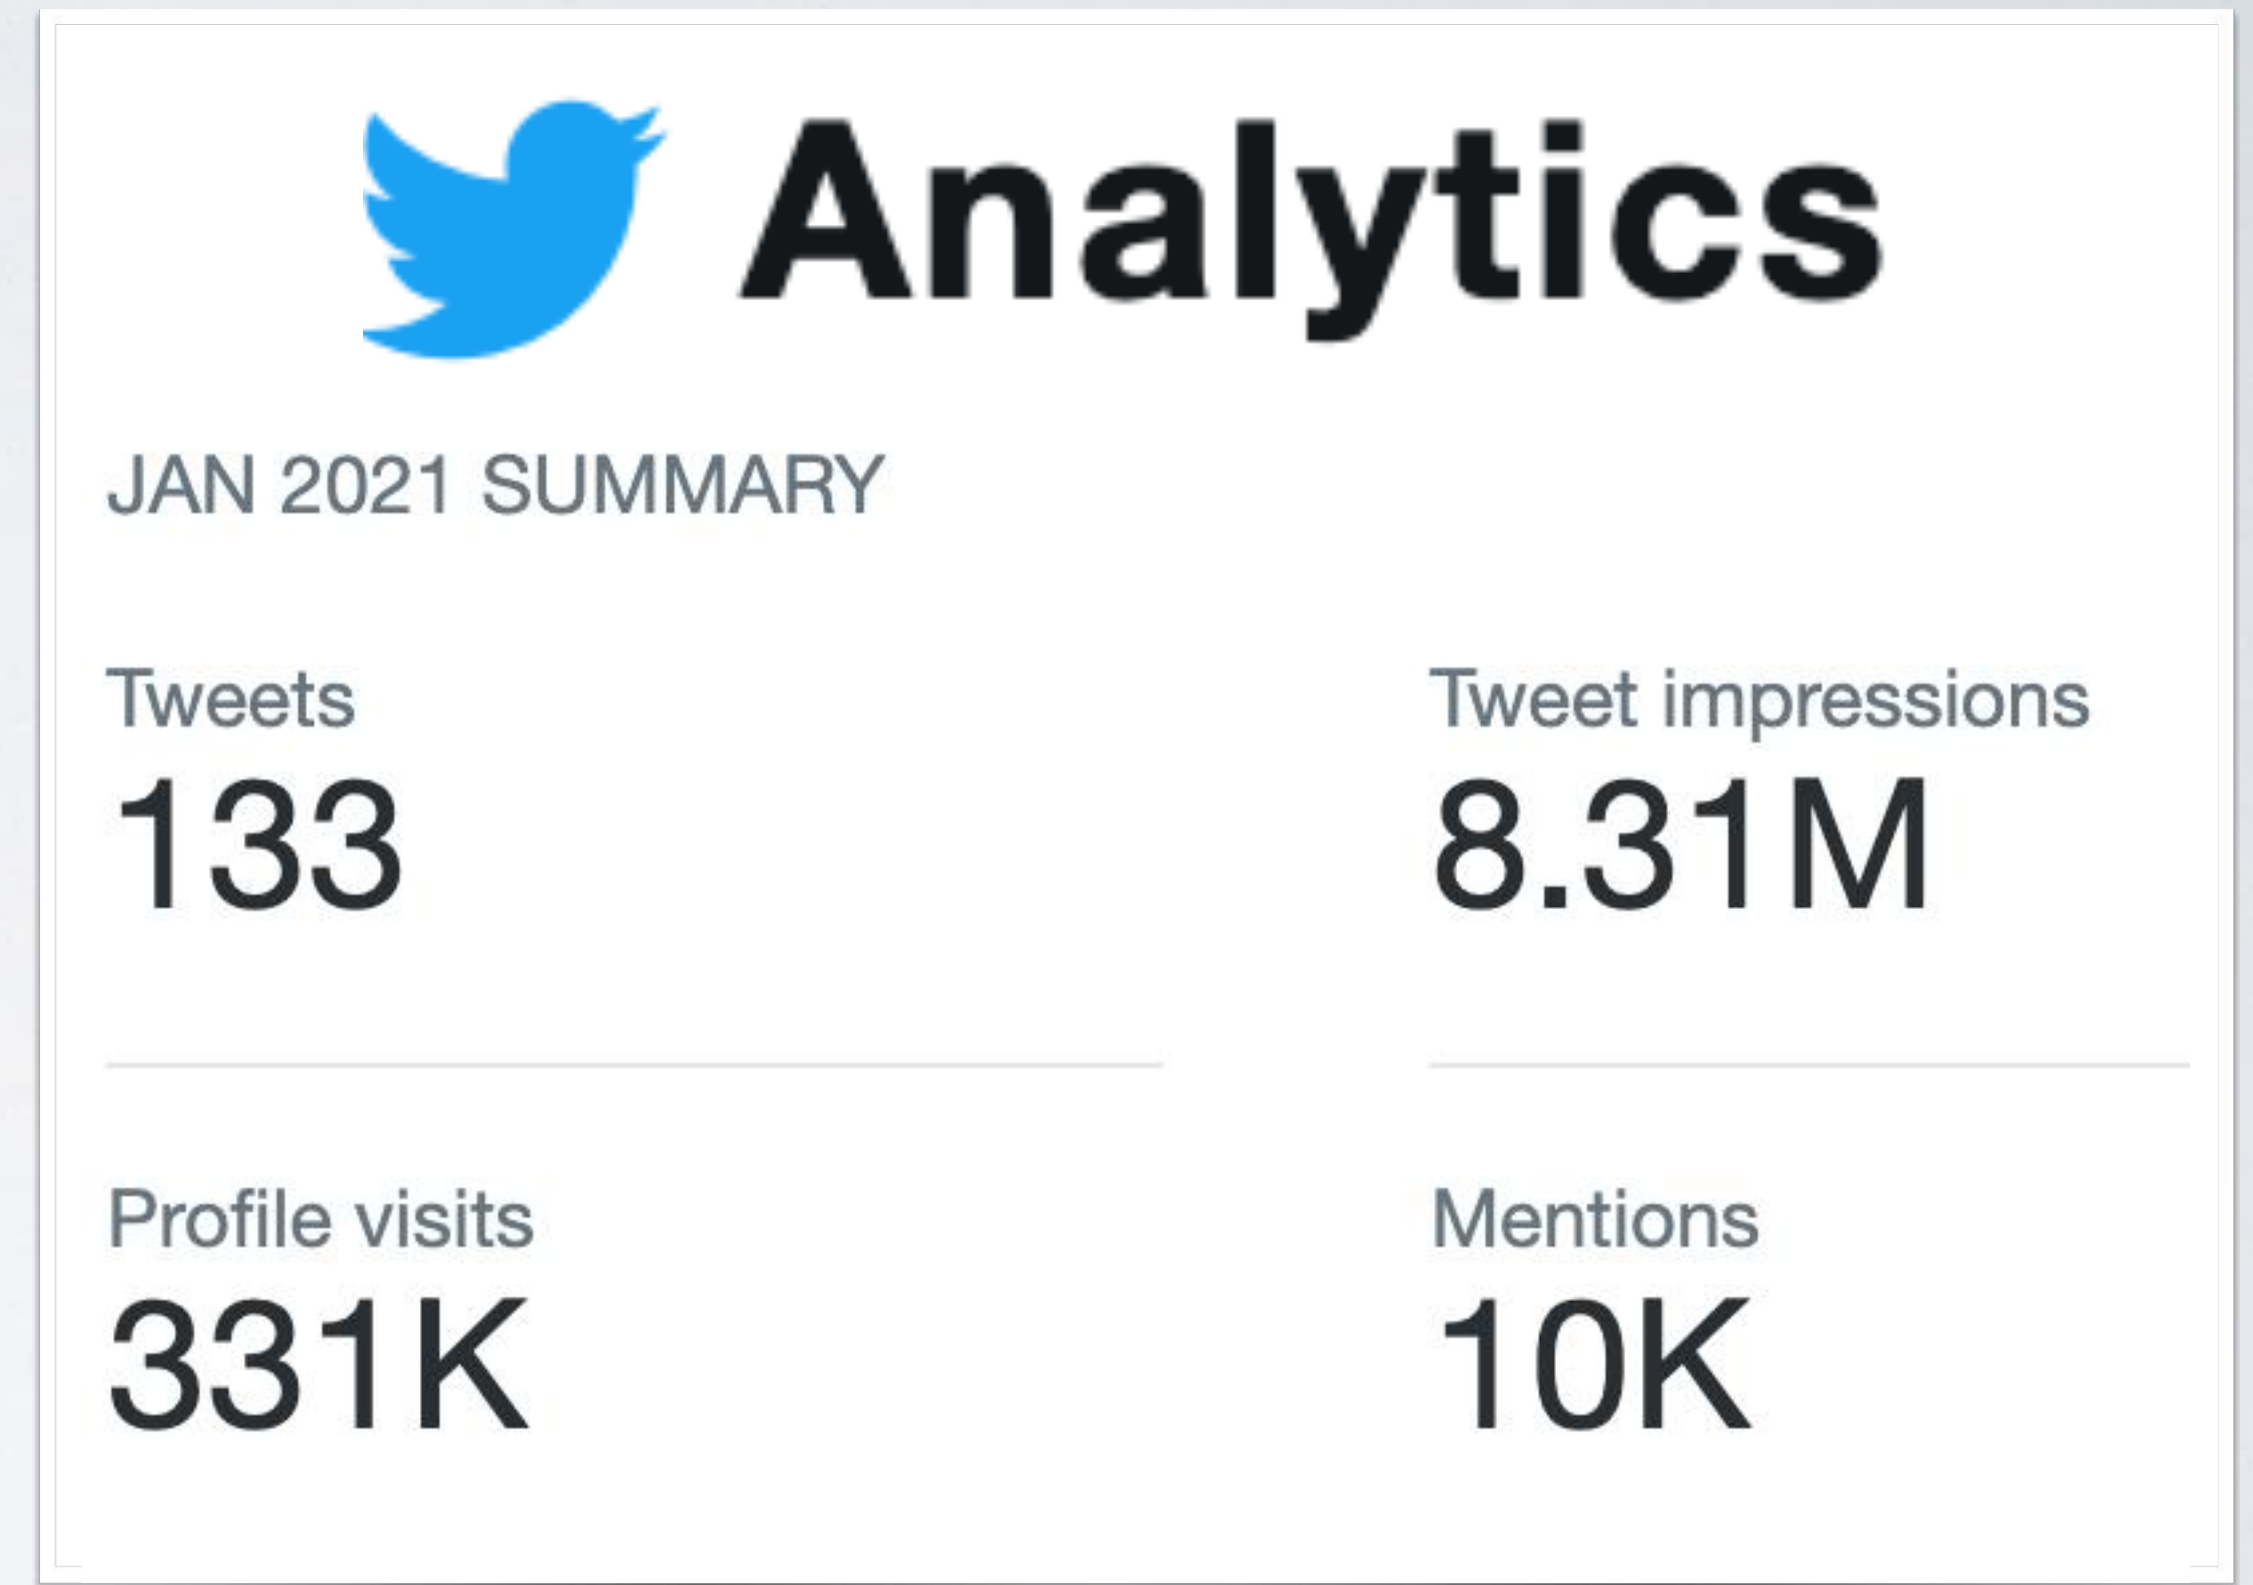 Analytics
JAN 2021 SUMMARY
Tweets
133
Tweet impressions
8.31M
Profile visits
331K
Mentions
10K